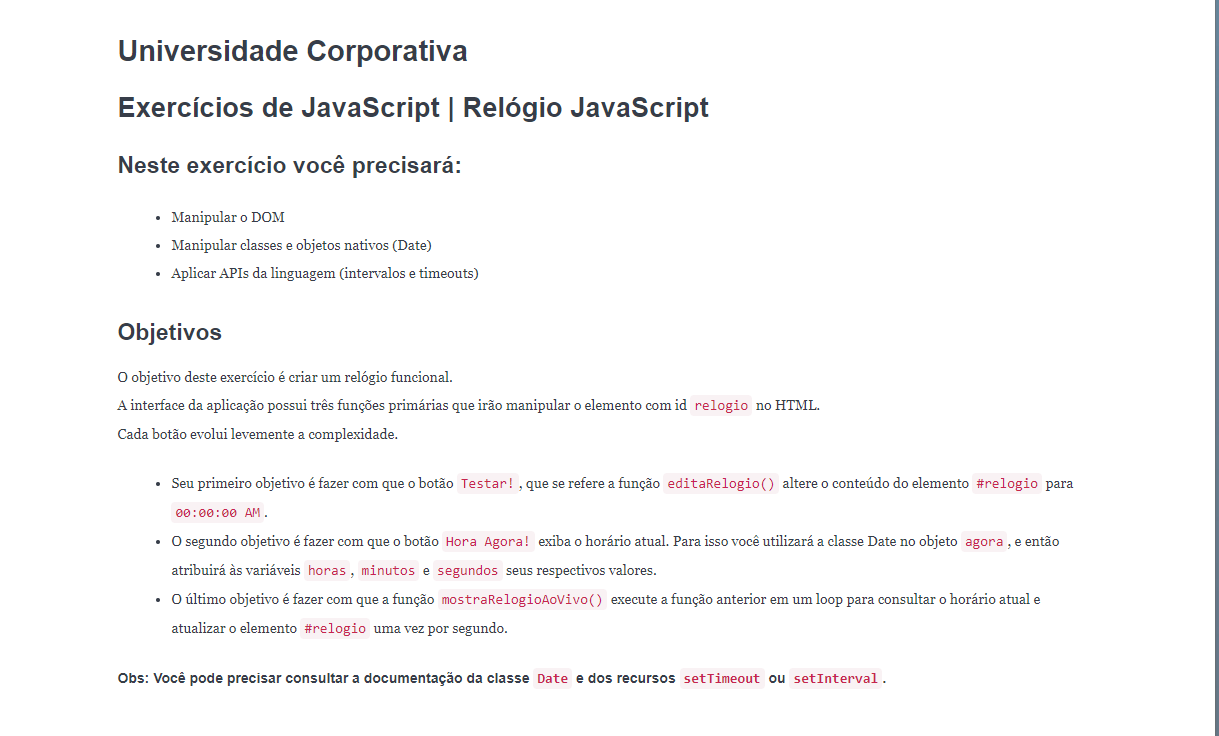 Universidade Corporativa
Exercícios de JavaScript | Relógio JavaScript
Neste exercício você precisará:
• Manipular o DOM
• Manipular classes e objetos nativos (Date)
• Aplicar APIs da linguagem (intervalos e timeouts)
Objetivos
O objetivo deste exercício é criar um relógio funcional.
A interface da aplicação possui três funções primárias que irão manipular o elemento com id relogio no HTML.
Cada botão evolui levemente a complexidade.
• Seu primeiro objetivo é fazer com que o botão Testar!, que se refere a função editaRelogio() altere o conteúdo do elemento #relogio para
00:00:00 AM.
• O segundo objetivo é fazer com que o botão Hora Agora! exiba o horário atual. Para isso você utilizará a classe Date no objeto agora, e então
atribuirá às variáveis horas, minutos e segundos seus respectivos valores.
• O último objetivo é fazer com que a função mostraRelogioAoVivo() execute a função anterior em um loop para consultar o horário atual e
atualizar o elemento #relogio uma vez por segundo.
Obs: Você pode precisar consultar a documentação da classe Date e dos recursos setTimeout ou setInterval.